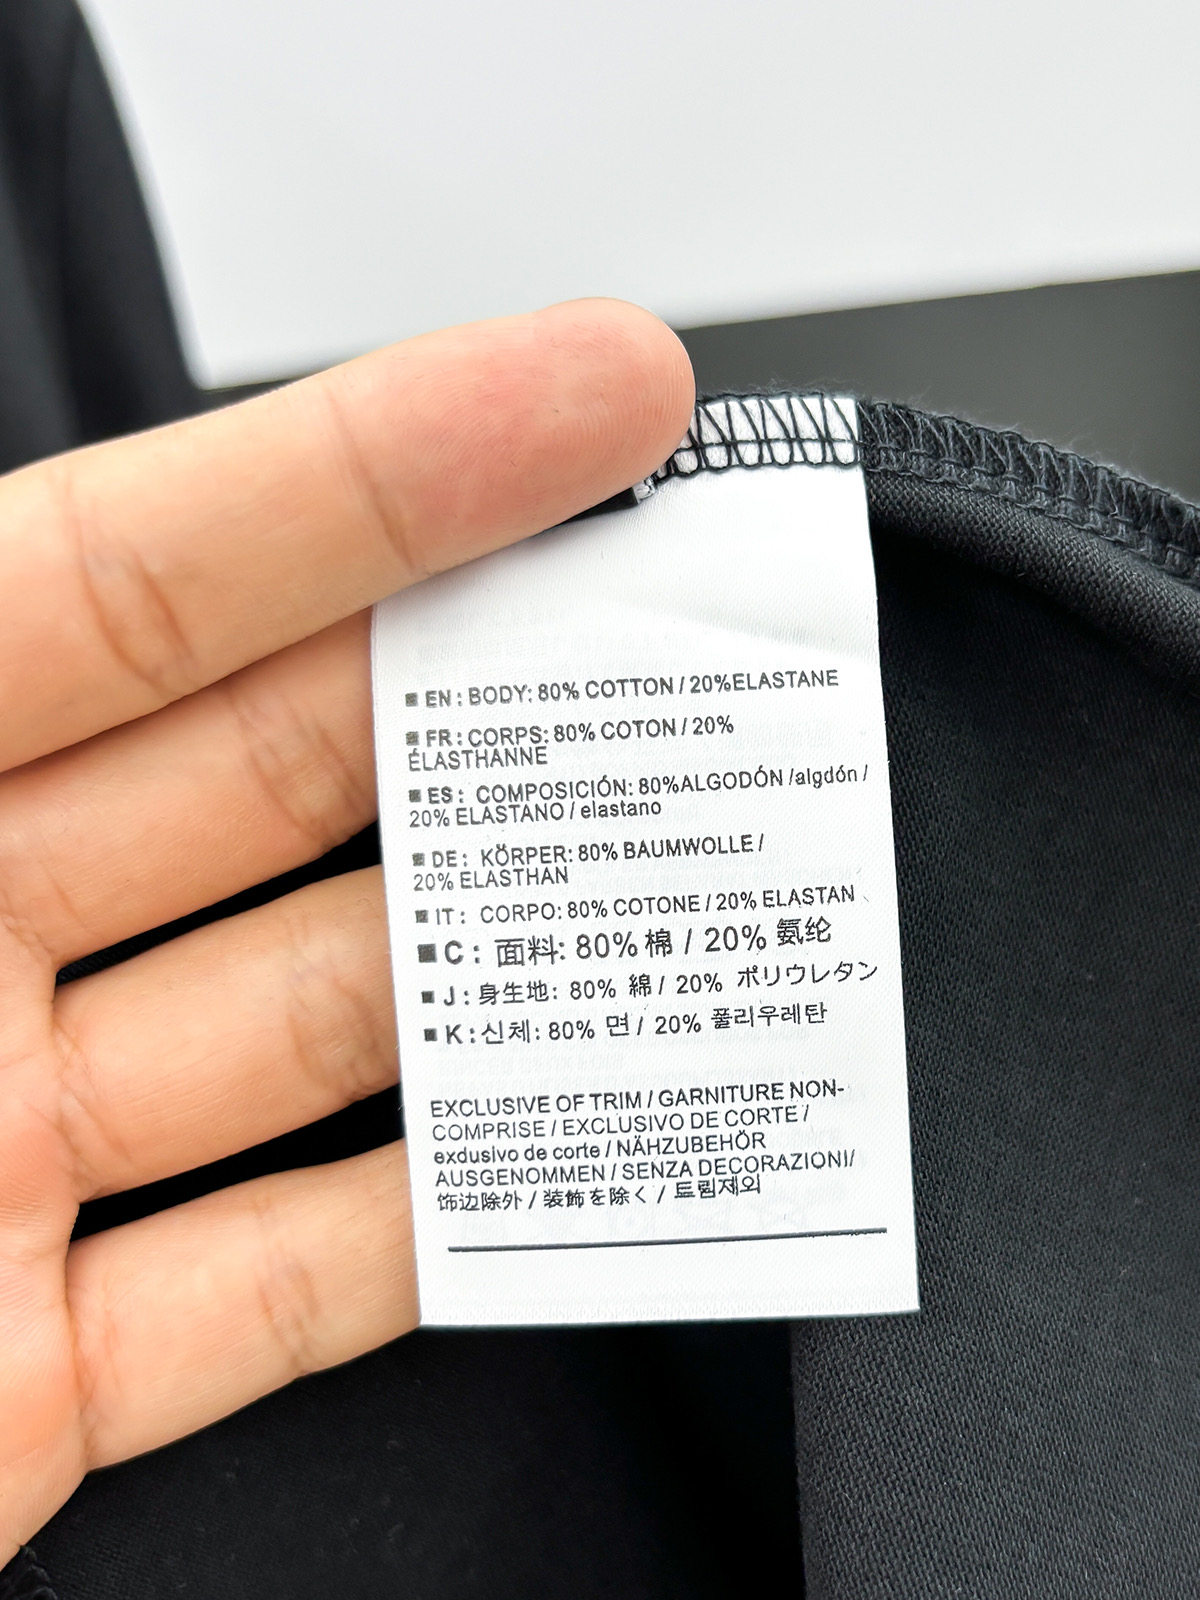 EN: BODY: 80% COTTON / 20%ELASTANE
FR: CORPS: 80% COTON / 20%
ÉLASTHANNE
ES: COMPOSICIÓN: 80%ALGODÓN /algdón /
20% ELASTANO / elastano
DE: KÖRPER: 80% BAUMWOLLE /
20% ELASTHAN
IT: CORPO: 80% COTONE / 20% ELASTAN
C: 面料: 80% 棉 / 20% 氨纶
J: 身生地: 80% 綿 / 20% ポリウレタン
K: 신체: 80% 면 / 20% 폴리우레탄
EXCLUSIVE OF TRIM / GARNITURE NON-
COMPRISE / EXCLUSIVO DE CORTE /
exdusivo de corte / NÄHZUBEHÖR
AUSGENOMMEN / SENZA DECORAZIONI/
饰边除外 / 装飾を除く / 트림제외